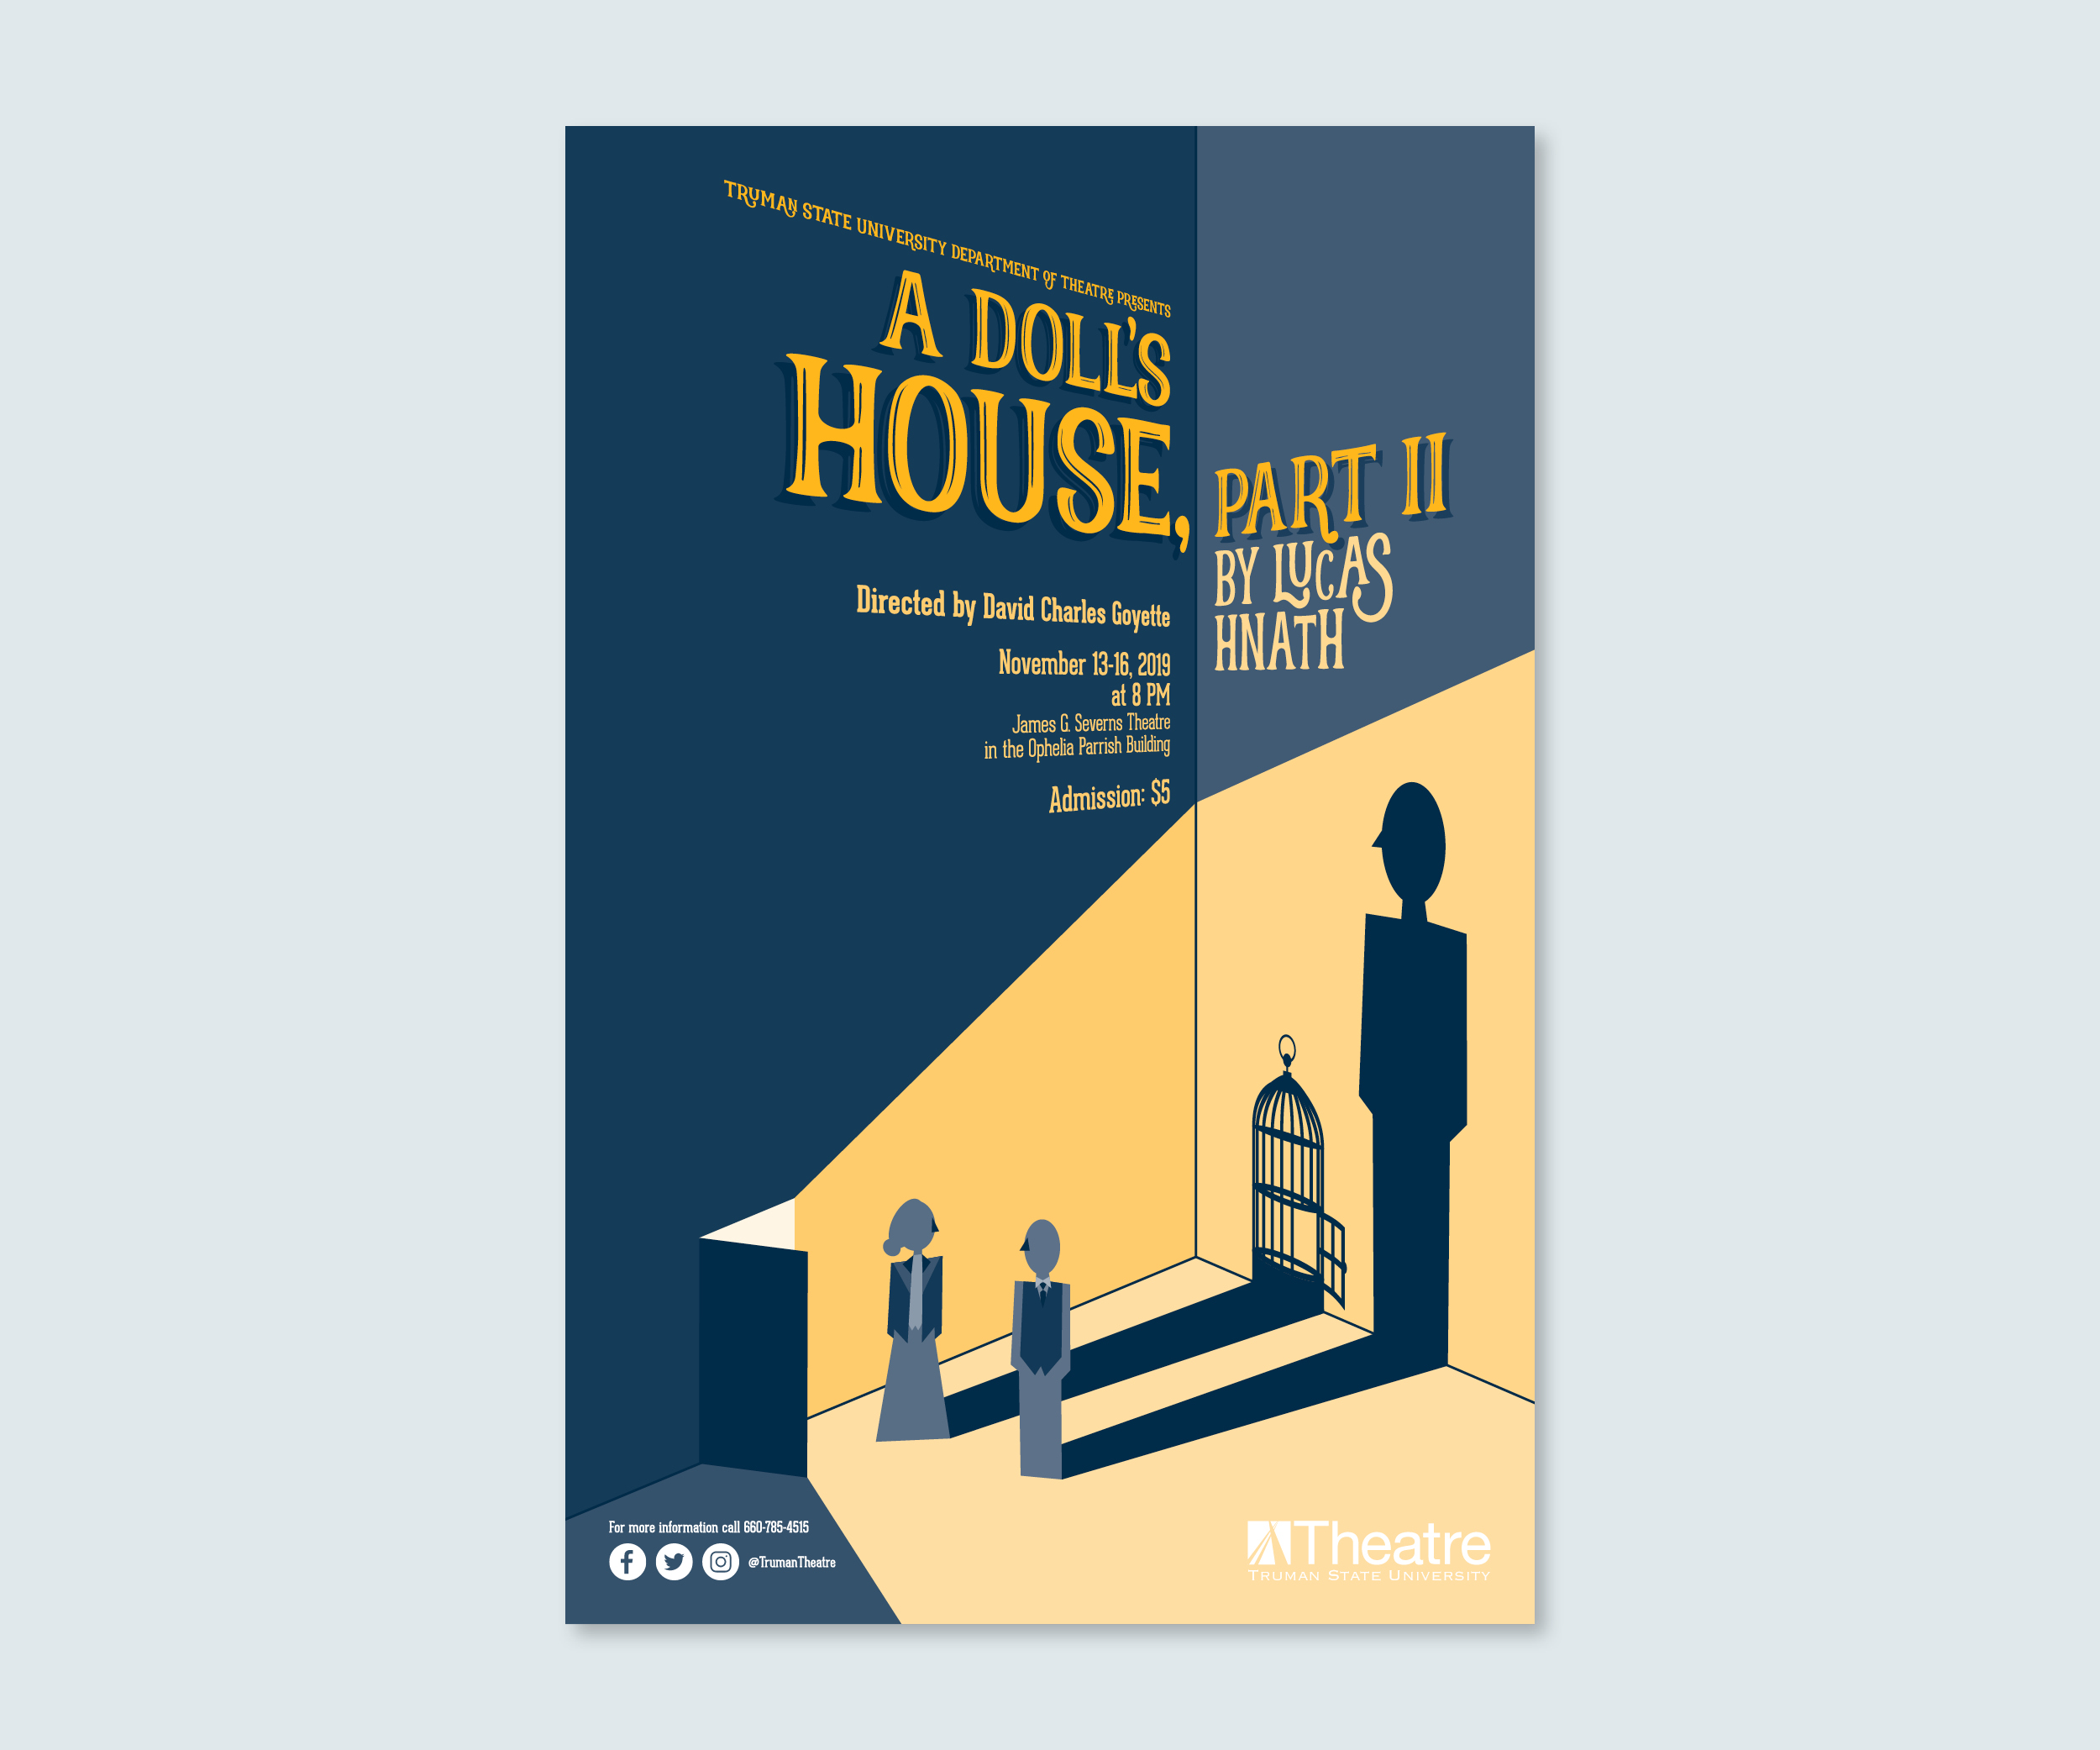 TRUMAN STATE UNIVERSITY DEPARTMENT OF THEATRE PRESENTS
A DOLL'S
HOUSE,
PART II
BY LUCAS
HNATH
Directed by David Charles Goyette
November 13-16, 2019
at 8 PM
James G. Severns Theatre
in the Ophelia Parrish Building
Admission: $5
For more information call 660-785-4515
@TrumanTheatre
Theatre
TRUMAN STATE UNIVERSITY